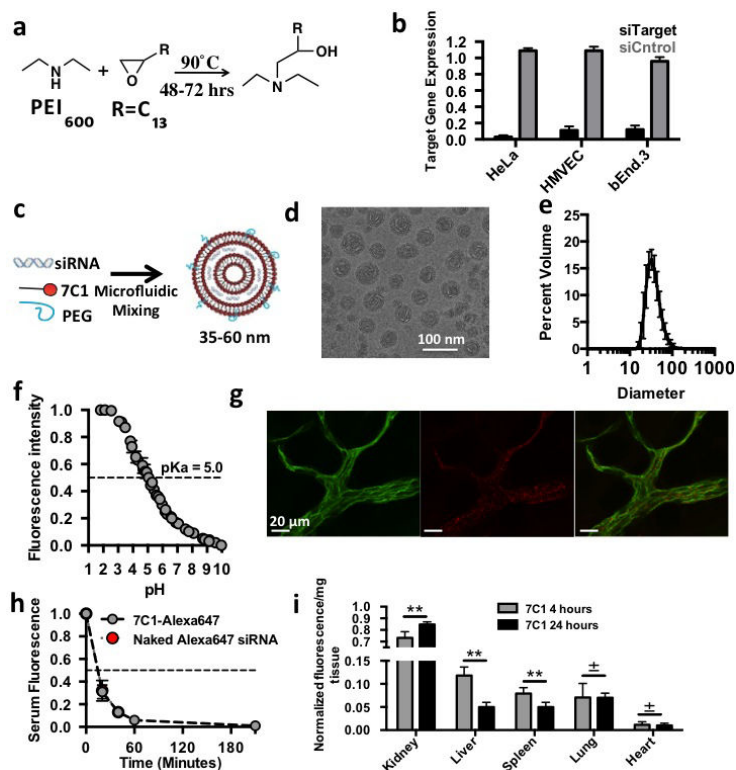 a
PEI600
N
H
+
O
R
R=C13
90°C
48-72 hrs
R
OH
N
b
siTarget
siCntrol
Target Gene Expression
1.2
1.0
0.8
0.6
0.4
0.2
0.0
HeLa
HMVEC
bEnd.3
c
siRNA
7C1
PEG
Microfluidic
Mixing
35-60 nm
d
100 nm
e
Percent Volume
25
20
15
10
5
0
1
10
100
1000
Diameter
f
Fluorescence intensity
1.0
0.8
0.6
0.4
0.2
0.0
pKa = 5.0
1 2 3 4 5 6 7 8 9 10
pH
g
20 μm
h
Serum Fluorescence
1.0
0.8
0.6
0.4
0.2
0.0
7C1-Alexa647
Naked Alexa647 siRNA
0 60 120 180
Time (Minutes)
i
Normalized fluorescence/mg
tissue
1.0
0.9
0.8
0.7
0.15
0.10
0.05
0.00
7C1 4 hours
7C1 24 hours
**
**
**
±
±
Kidney
Liver
Spleen
Lung
Heart